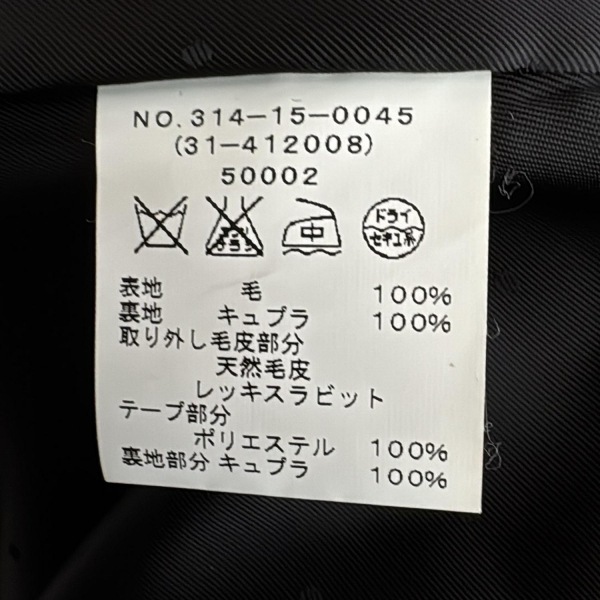 NO.314-15-0045
(31-412008)
50002
中 ドライ
セキユ系
表地 毛 100%
裏地 キュプラ 100%
取り外し毛皮部分
天然毛皮
レッキスラビット
テープ部分
ポリエステル 100%
裏地部分 キュプラ 100%